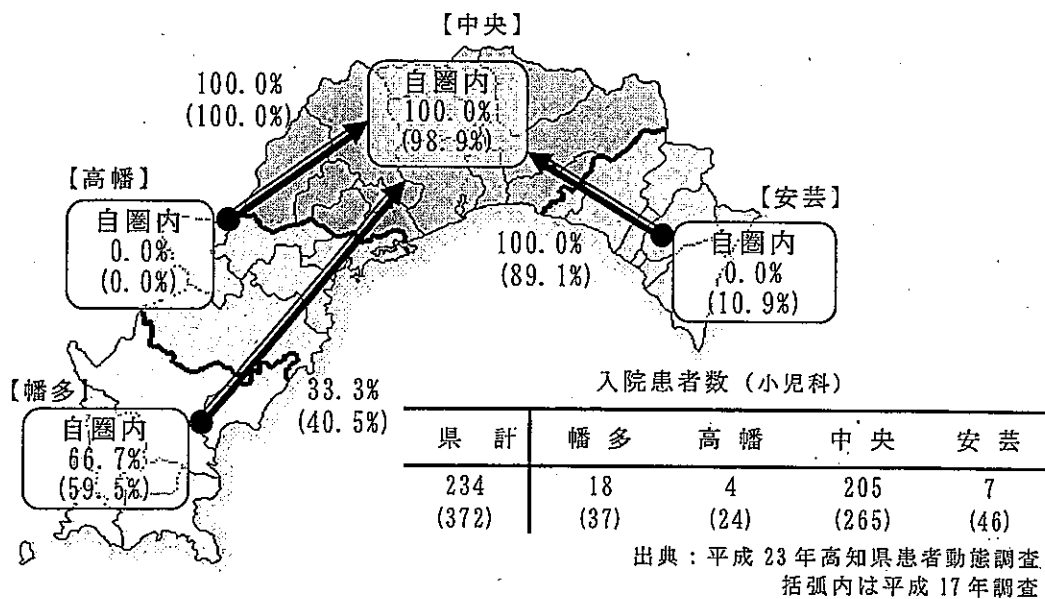 【中央】
自圏内
100.0%
(98.9%)
100.0%
(100.0%)
【高幡】
自圏内
0.0%
(0.0%)
【安芸】
自圏内
0.0%
(10.9%)
100.0%
(89.1%)
【幡多】
自圏内
66.7%
(59.5%)
33.3%
(40.5%)
入院患者数（小児科）
県計 幡多 高幡 中央 安芸
234 18 4 205 7
(372) (37) (24) (265) (46)
出典：平成 23 年高知県患者動態調査
括弧内は平成 17 年調査